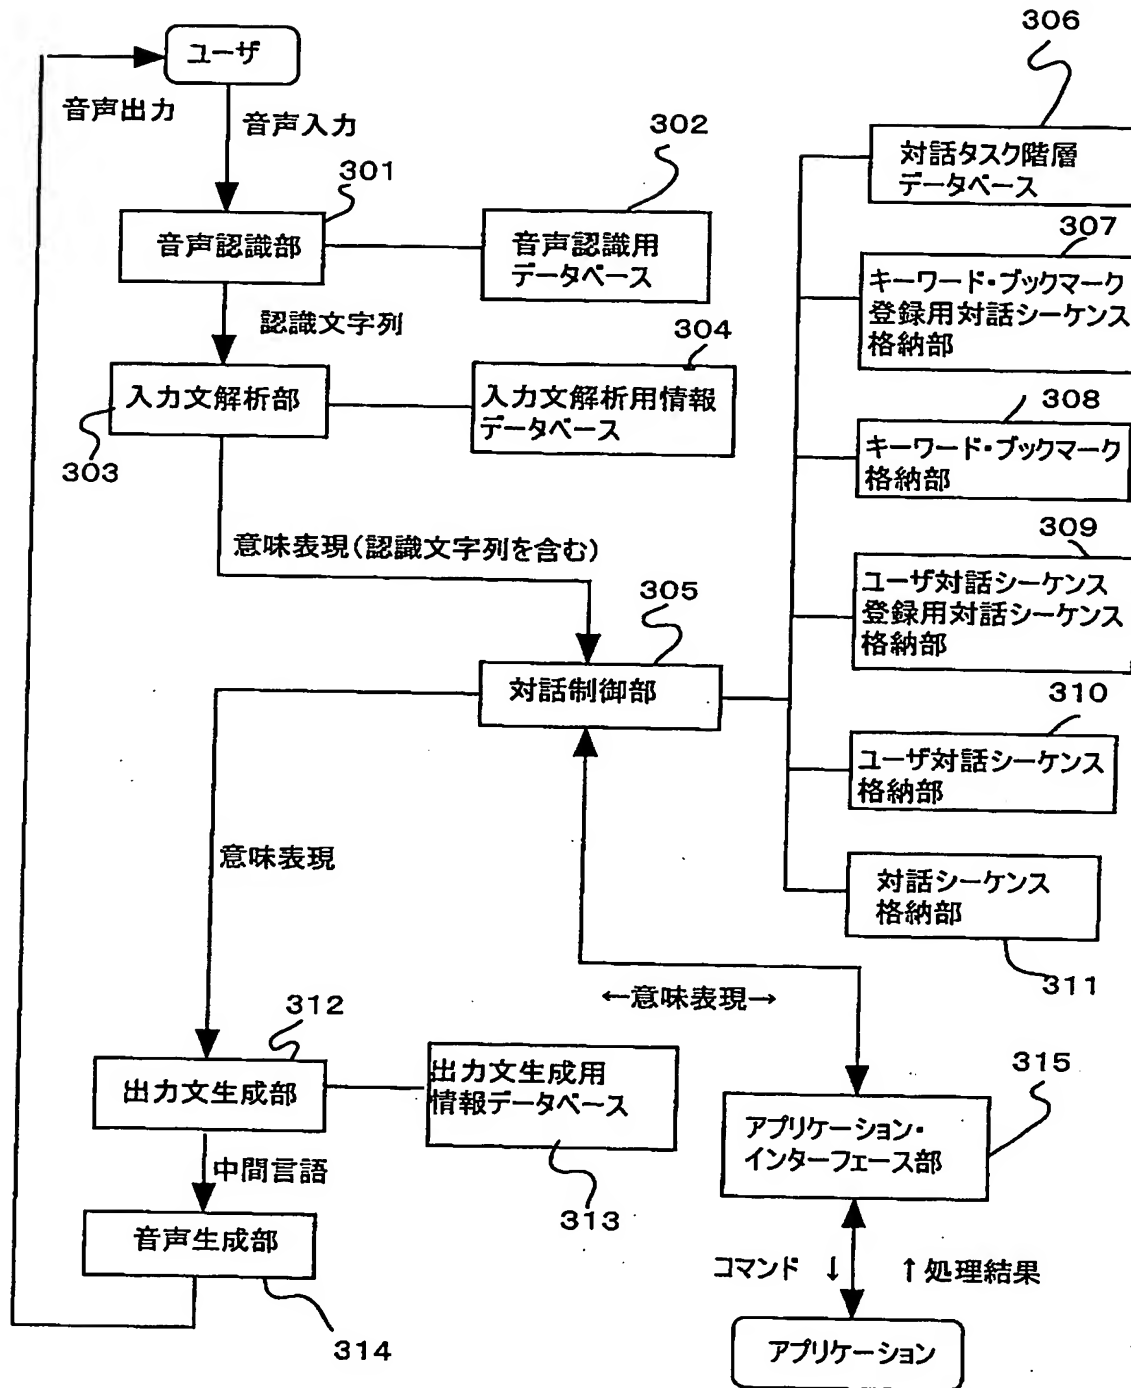 306
ユーザ
音声出力
音声入力
302
対話タスク階層
データベース
301
307
音声認識部
音声認識用
データベース
キーワード・ブックマーク
登録用対話シーケンス
格納部
認識文字列
304
入力文解析部
入力文解析用情報
データベース
308
303
キーワード・ブックマーク
格納部
意味表現(認識文字列を含む)
309
305
ユーザ対話シーケンス
登録用対話シーケンス
格納部
対話制御部
310
ユーザ対話シーケンス
格納部
意味表現
対話シーケンス
格納部
311
←意味表現→
312
出力文生成部
出力文生成用
情報データベース
315
アプリケーション・
インターフェース部
中間言語
313
音声生成部
コマンド ↓ ↑処理結果
314
アプリケーション